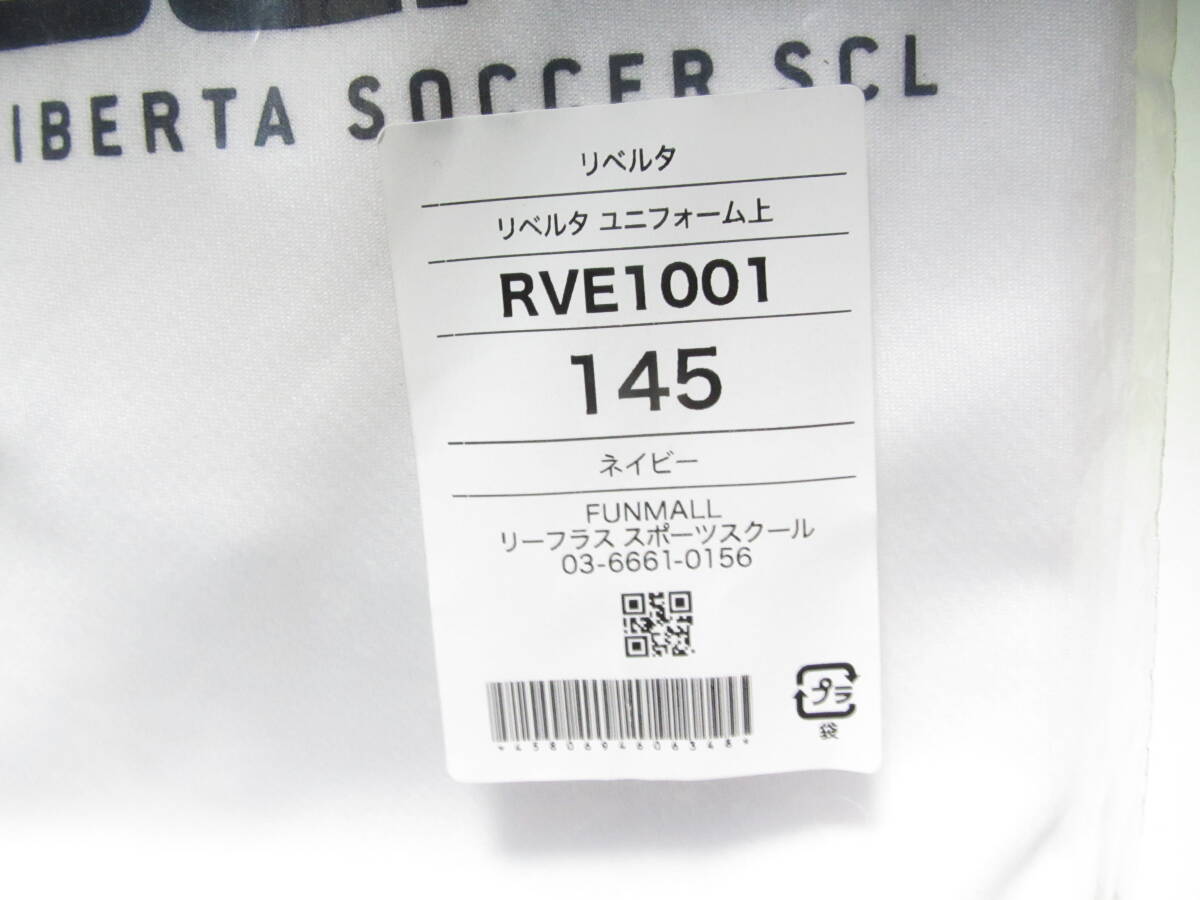 IBERTA SOCCER SCL
リベルタ
リベルタ ユニフォーム上
RVE1001
145
ネイビー
FUNMALL
リーフラス スポーツスクール
03-6661-0156
*4580694606348*
プラ
袋